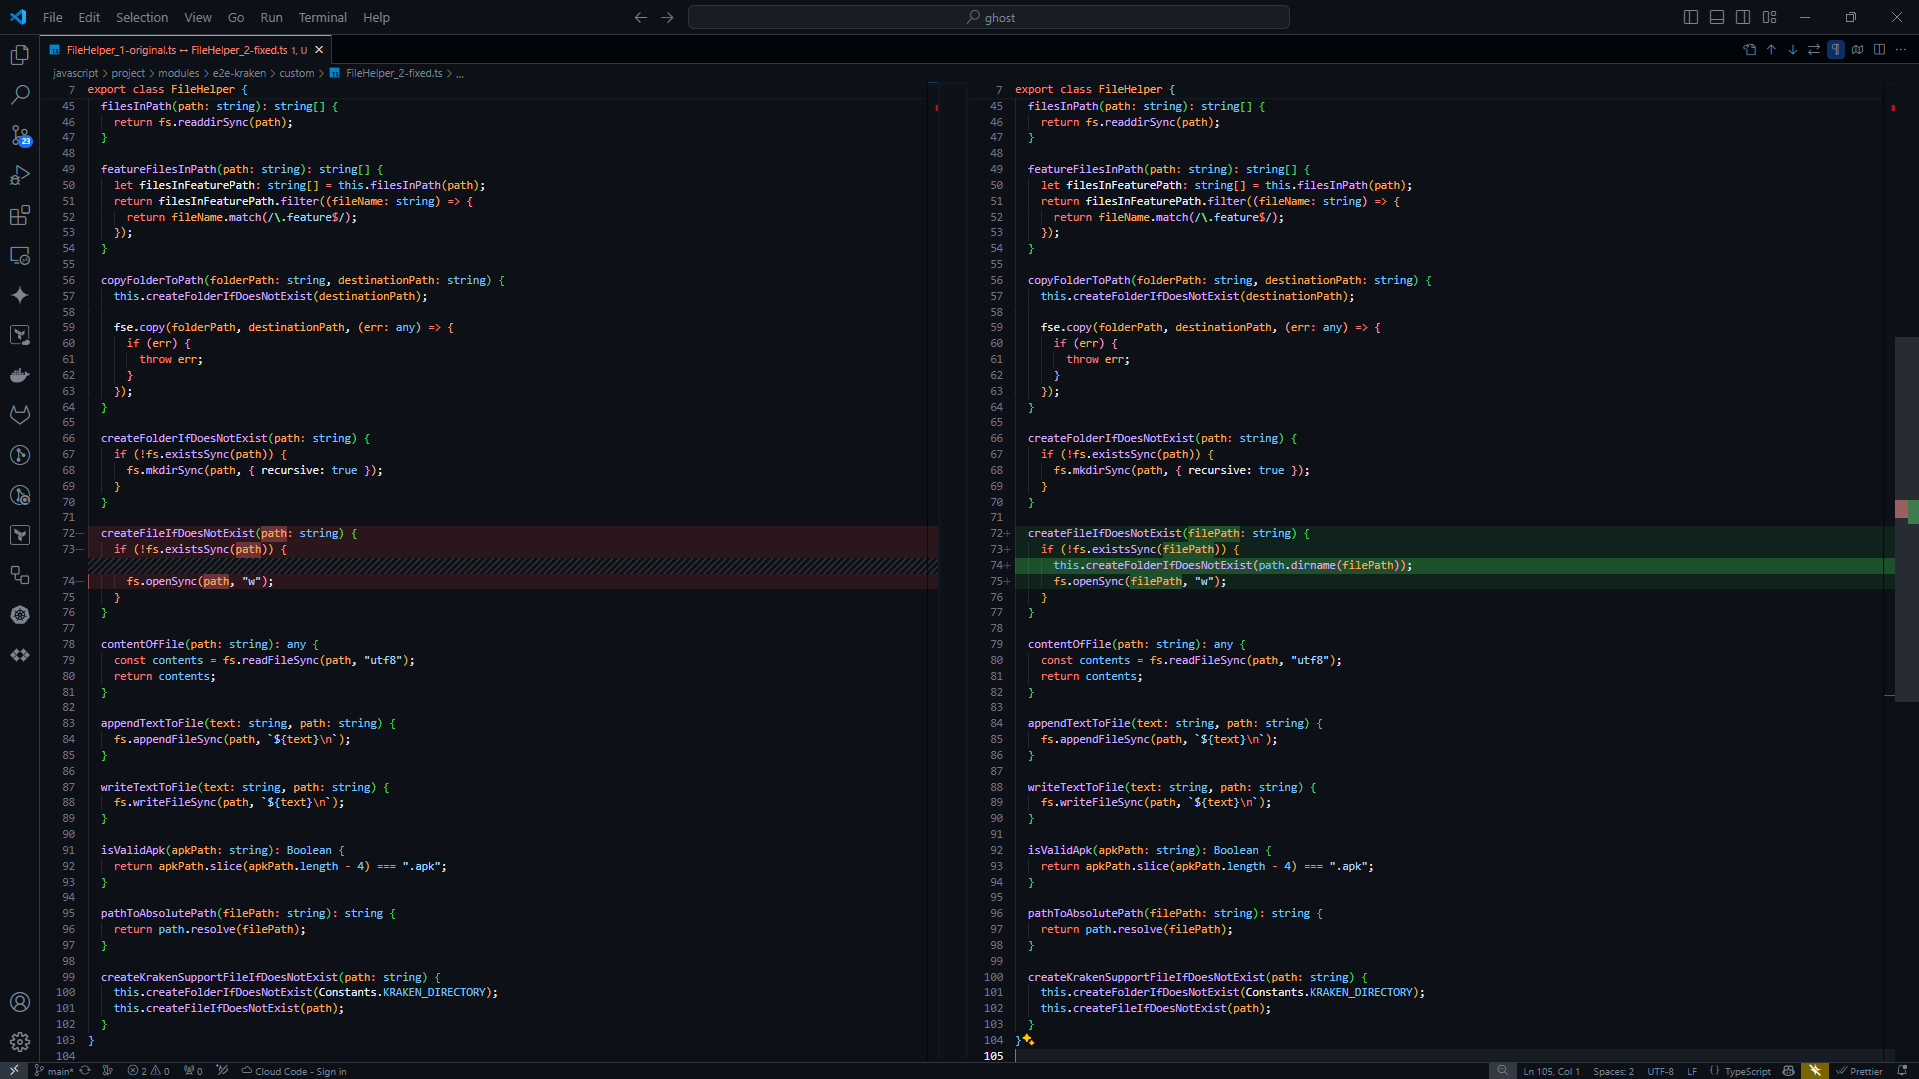 File Edit Selection View Go Run Terminal Help
ghost
FileHelper_1-original.ts ↔ FileHelper_2-fixed.ts 1, U
javascript > project > modules > e2e-kraken > custom > FileHelper_2-fixed.ts > ...
23
7 export class FileHelper {
45 filesInPath(path: string): string[] {
46 return fs.readdirSync(path);
47 }
48
49 featureFilesInPath(path: string): string[] {
50 let filesInFeaturePath: string[] = this.filesInPath(path);
51 return filesInFeaturePath.filter((fileName: string) => {
52 return fileName.match(/\.feature$/);
53 });
54 }
55
56 copyFolderToPath(folderPath: string, destinationPath: string) {
57 this.createFolderIfDoesNotExist(destinationPath);
58
59 fse.copy(folderPath, destinationPath, (err: any) => {
60 if (err) {
61 throw err;
62 }
63 });
64 }
65
66 createFolderIfDoesNotExist(path: string) {
67 if (!fs.existsSync(path)) {
68 fs.mkdirSync(path, { recursive: true });
69 }
70 }
71
72— createFileIfDoesNotExist(path: string) {
73— if (!fs.existsSync(path)) {
74— fs.openSync(path, "w");
75 }
76 }
77
78 contentOfFile(path: string): any {
79 const contents = fs.readFileSync(path, "utf8");
80 return contents;
81 }
82
83 appendTextToFile(text: string, path: string) {
84 fs.appendFileSync(path, `${text}\n`);
85 }
86
87 writeTextToFile(text: string, path: string) {
88 fs.writeFileSync(path, `${text}\n`);
89 }
90
91 isValidApk(apkPath: string): Boolean {
92 return apkPath.slice(apkPath.length - 4) === ".apk";
93 }
94
95 pathToAbsolutePath(filePath: string): string {
96 return path.resolve(filePath);
97 }
98
99 createKrakenSupportFileIfDoesNotExist(path: string) {
100 this.createFolderIfDoesNotExist(Constants.KRAKEN_DIRECTORY);
101 this.createFileIfDoesNotExist(path);
102 }
103 }
104
7 export class FileHelper {
45 filesInPath(path: string): string[] {
46 return fs.readdirSync(path);
47 }
48
49 featureFilesInPath(path: string): string[] {
50 let filesInFeaturePath: string[] = this.filesInPath(path);
51 return filesInFeaturePath.filter((fileName: string) => {
52 return fileName.match(/\.feature$/);
53 });
54 }
55
56 copyFolderToPath(folderPath: string, destinationPath: string) {
57 this.createFolderIfDoesNotExist(destinationPath);
58
59 fse.copy(folderPath, destinationPath, (err: any) => {
60 if (err) {
61 throw err;
62 }
63 });
64 }
65
66 createFolderIfDoesNotExist(path: string) {
67 if (!fs.existsSync(path)) {
68 fs.mkdirSync(path, { recursive: true });
69 }
70 }
71
72+ createFileIfDoesNotExist(filePath: string) {
73+ if (!fs.existsSync(filePath)) {
74+ this.createFolderIfDoesNotExist(path.dirname(filePath));
75+ fs.openSync(filePath, "w");
76 }
77 }
78
79 contentOfFile(path: string): any {
80 const contents = fs.readFileSync(path, "utf8");
81 return contents;
82 }
83
84 appendTextToFile(text: string, path: string) {
85 fs.appendFileSync(path, `${text}\n`);
86 }
87
88 writeTextToFile(text: string, path: string) {
89 fs.writeFileSync(path, `${text}\n`);
90 }
91
92 isValidApk(apkPath: string): Boolean {
93 return apkPath.slice(apkPath.length - 4) === ".apk";
94 }
95
96 pathToAbsolutePath(filePath: string): string {
97 return path.resolve(filePath);
98 }
99
100 createKrakenSupportFileIfDoesNotExist(path: string) {
101 this.createFolderIfDoesNotExist(Constants.KRAKEN_DIRECTORY);
102 this.createFileIfDoesNotExist(path);
103 }
104 }
105
main* 2 0 0 Cloud Code - Sign in Ln 105, Col 1 Spaces: 2 UTF-8 LF {} TypeScript Prettier